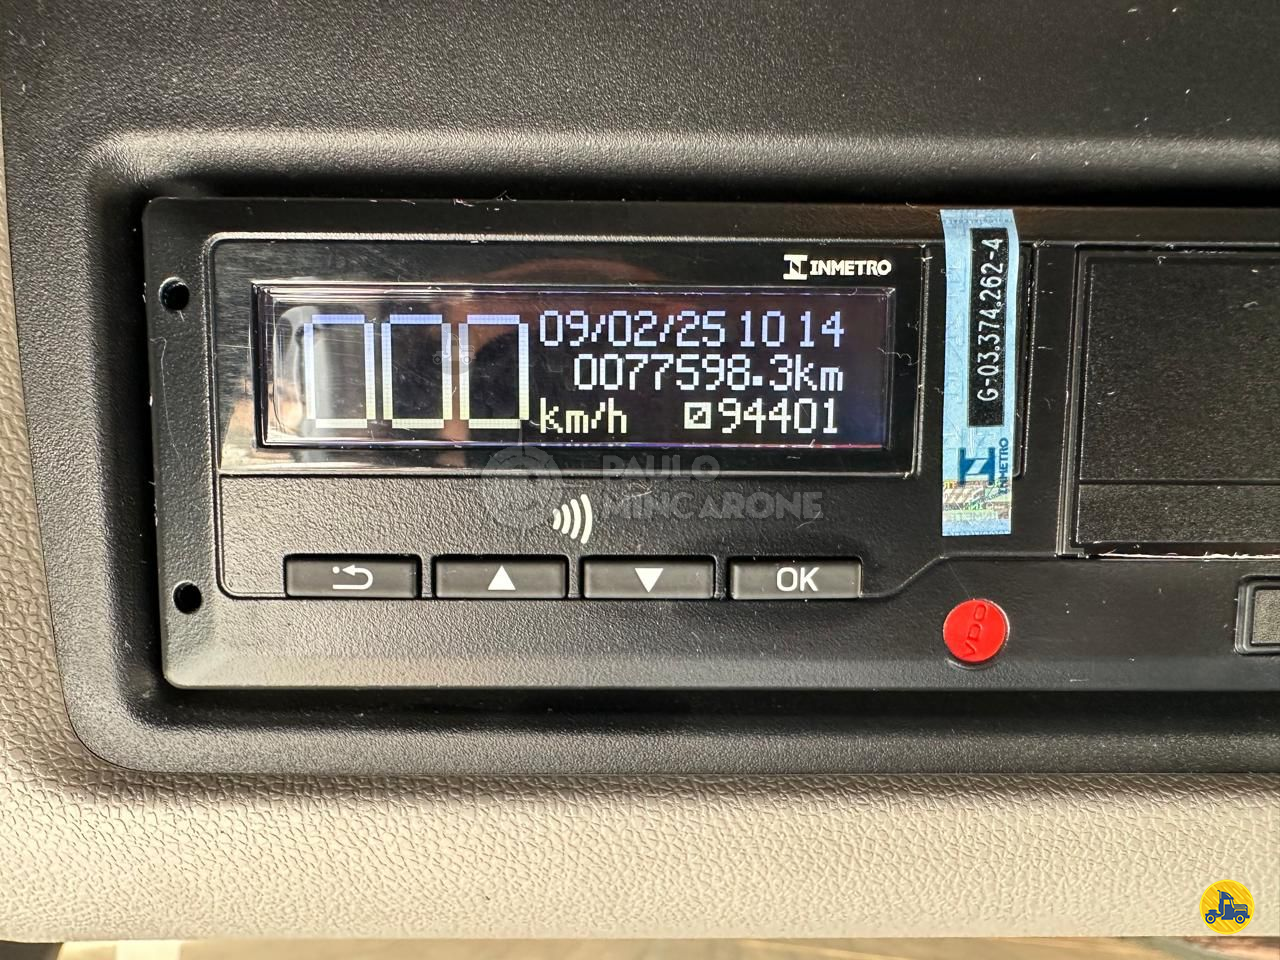 INMETRO
000
09/02/25 10 14
0077598.3km
km/h 94401
G-03.374.262-4
INMETRO
PAULO
MINCARONE
OK
VDO